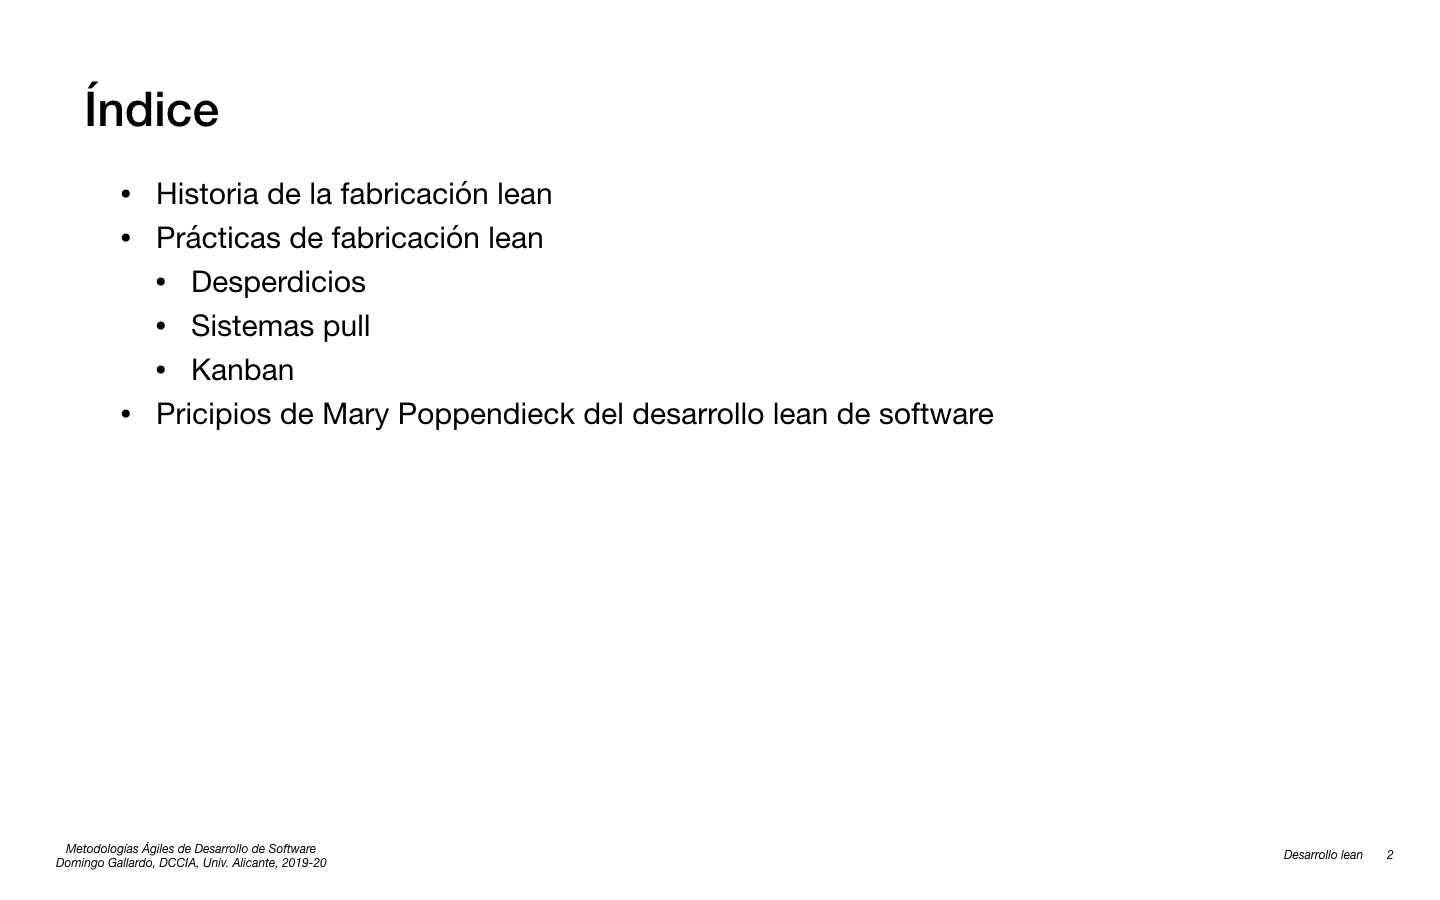 Índice
• Historia de la fabricación lean
• Prácticas de fabricación lean
• Desperdicios
• Sistemas pull
• Kanban
• Pricipios de Mary Poppendieck del desarrollo lean de software
Metodologías Ágiles de Desarrollo de Software
Domingo Gallardo, DCCIA, Univ. Alicante, 2019-20
Desarrollo lean 2